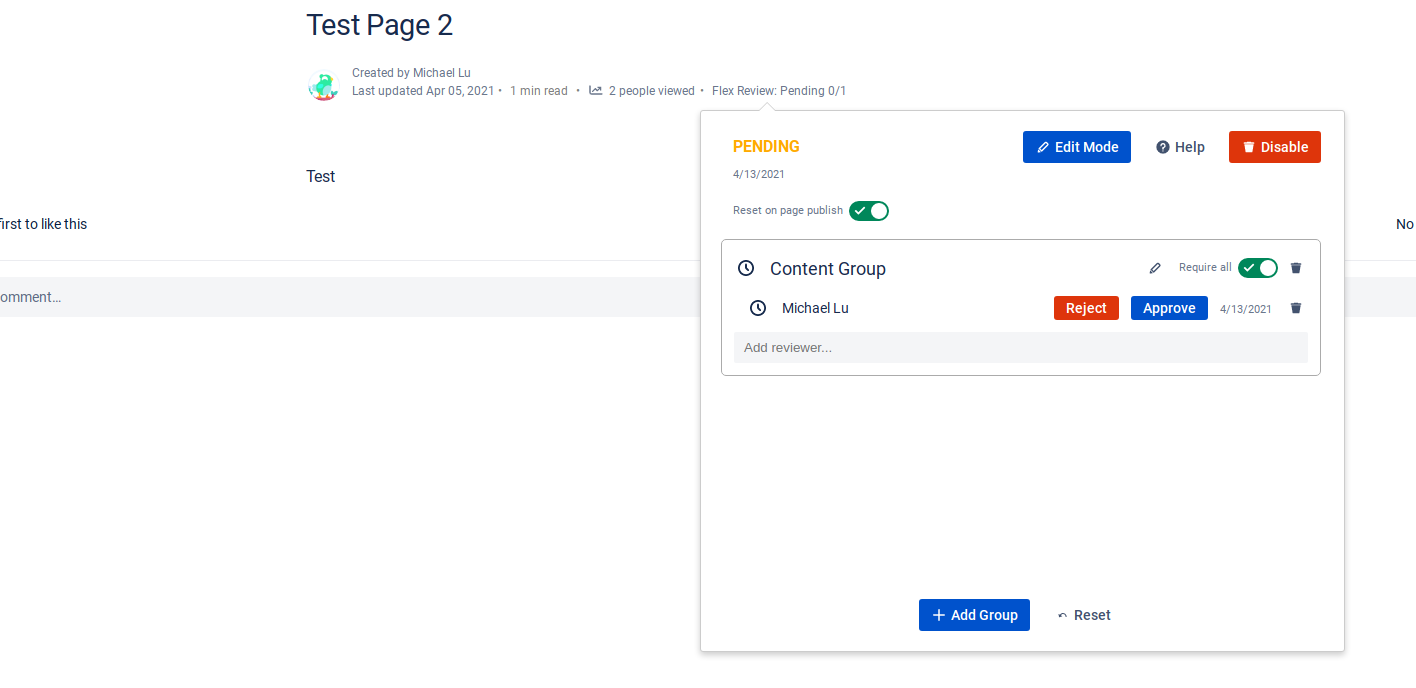 Test Page 2
Created by Michael Lu
Last updated Apr 05, 2021 • 1 min read • 2 people viewed • Flex Review: Pending 0/1
PENDING
Edit Mode
Help
Disable
4/13/2021
Test
Reset on page publish
first to like this
No
Content Group
Require all
omment...
Michael Lu
Reject
Approve
4/13/2021
Add reviewer...
Add Group
Reset